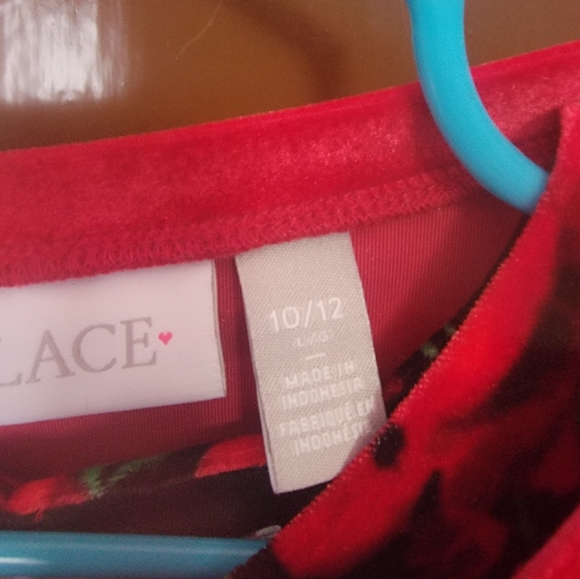 LACE
10/12
L/G
MADE IN
INDONESIA
FABRIQUÉ EN
INDONÉSIE